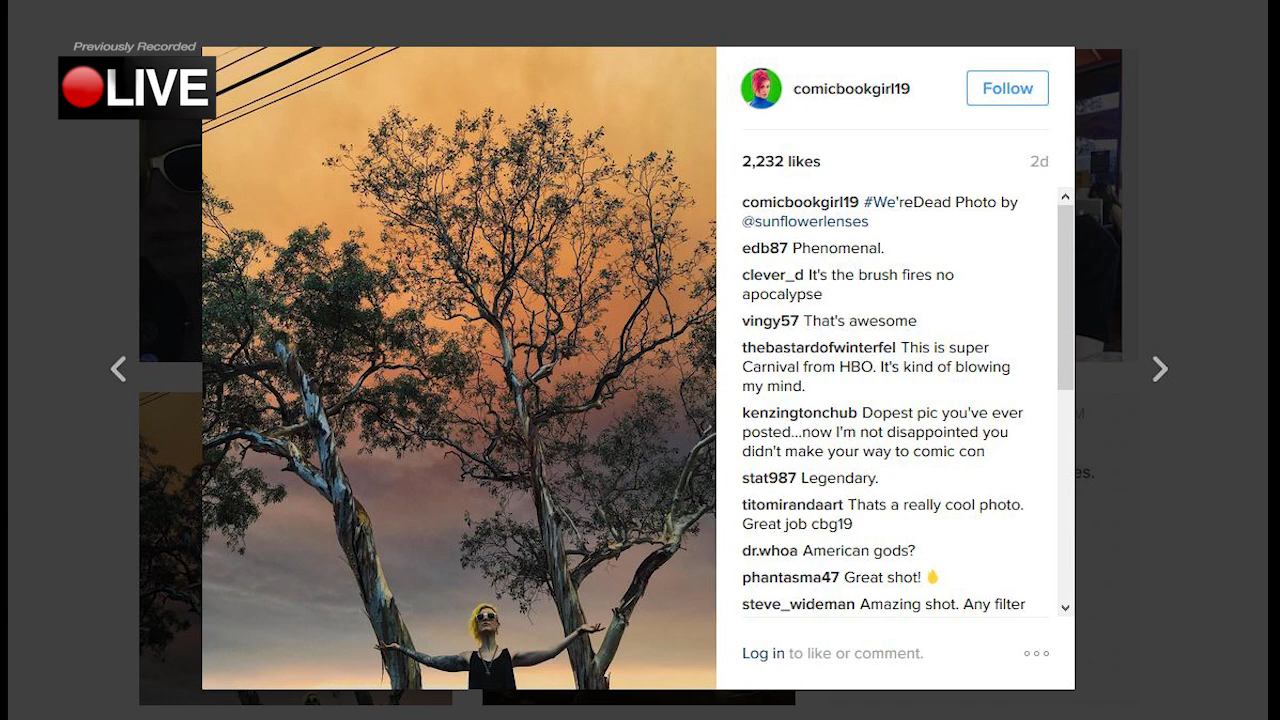 Previously Recorded
LIVE
comicbookgirl19
Follow
2,232 likes
2d
comicbookgirl19 #We'reDead Photo by
@sunflowerlenses
edb87 Phenomenal.
clever_d It's the brush fires no
apocalypse
vingy57 That's awesome
thebastardofwinterfel This is super
Carnival from HBO. It's kind of blowing
my mind.
kenzingtonchub Dopest pic you've ever
posted...now I'm not disappointed you
didn't make your way to comic con
stat987 Legendary.
titomirandaart Thats a really cool photo.
Great job cbg19
dr.whoa American gods?
phantasma47 Great shot!
steve_wideman Amazing shot. Any filter
Log in to like or comment.